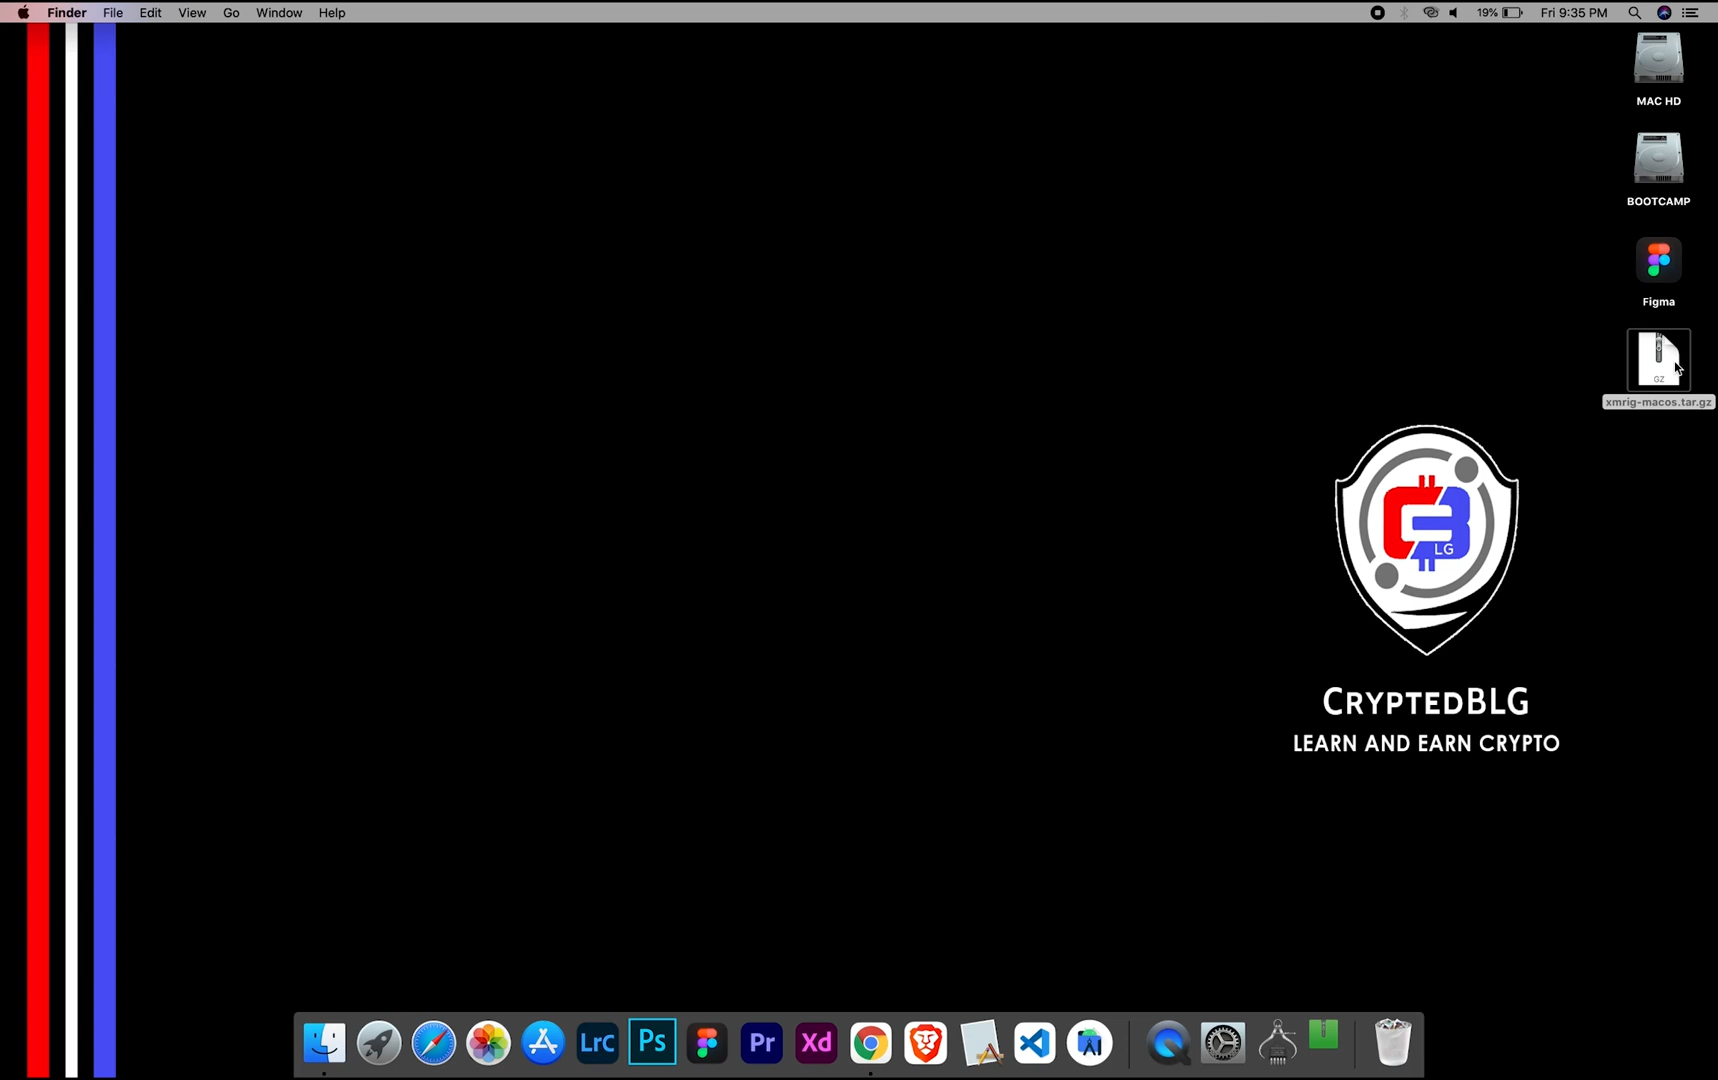 Finder File Edit View Go Window Help
19% Fri 9:35 PM
MAC HD
BOOTCAMP
Figma
GZ
xmrig-macos.tar.gz
CB
LG
CRYPTEDBLG
LEARN AND EARN CRYPTO
LrC Ps Pr Xd